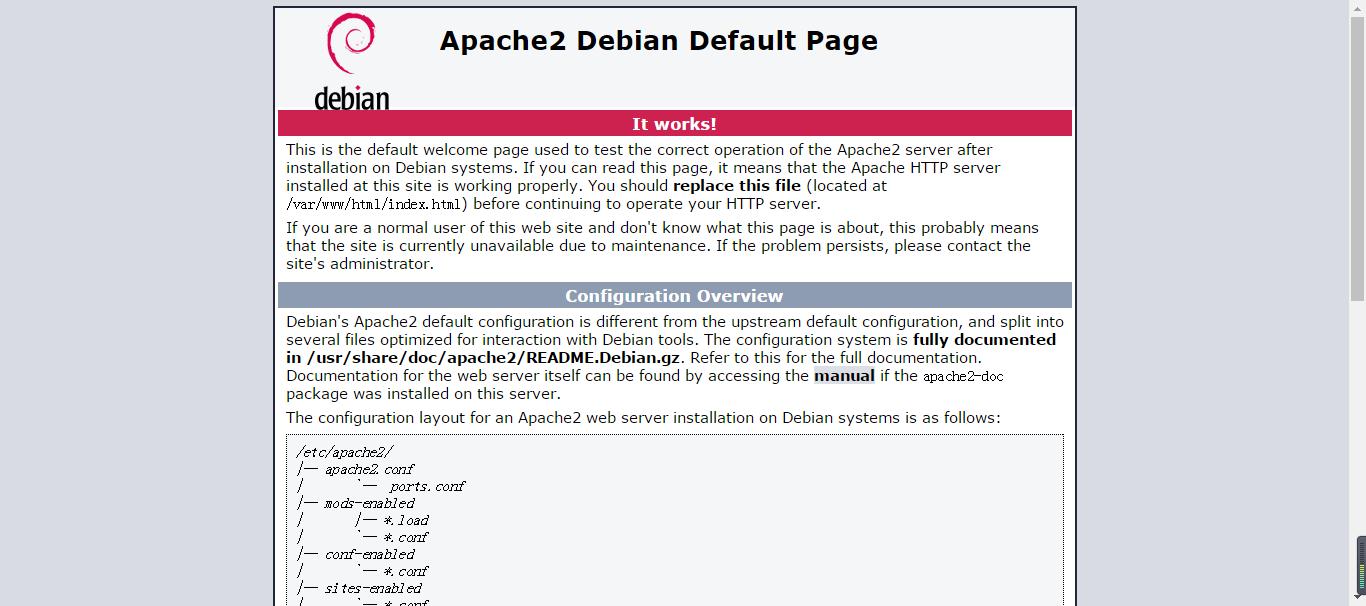 debian
Apache2 Debian Default Page
It works!
This is the default welcome page used to test the correct operation of the Apache2 server after
installation on Debian systems. If you can read this page, it means that the Apache HTTP server
installed at this site is working properly. You should replace this file (located at
/var/www/html/index.html) before continuing to operate your HTTP server.
If you are a normal user of this web site and don't know what this page is about, this probably means
that the site is currently unavailable due to maintenance. If the problem persists, please contact the
site's administrator.
Configuration Overview
Debian's Apache2 default configuration is different from the upstream default configuration, and split into
several files optimized for interaction with Debian tools. The configuration system is fully documented
in /usr/share/doc/apache2/README.Debian.gz. Refer to this for the full documentation.
Documentation for the web server itself can be found by accessing the manual if the apache2-doc
package was installed on this server.
The configuration layout for an Apache2 web server installation on Debian systems is as follows:
/etc/apache2/
|-- apache2.conf
|       `--  ports.conf
|-- mods-enabled
|       |-- *.load
|       `-- *.conf
|-- conf-enabled
|       `-- *.conf
|-- sites-enabled
|       `-- *.conf